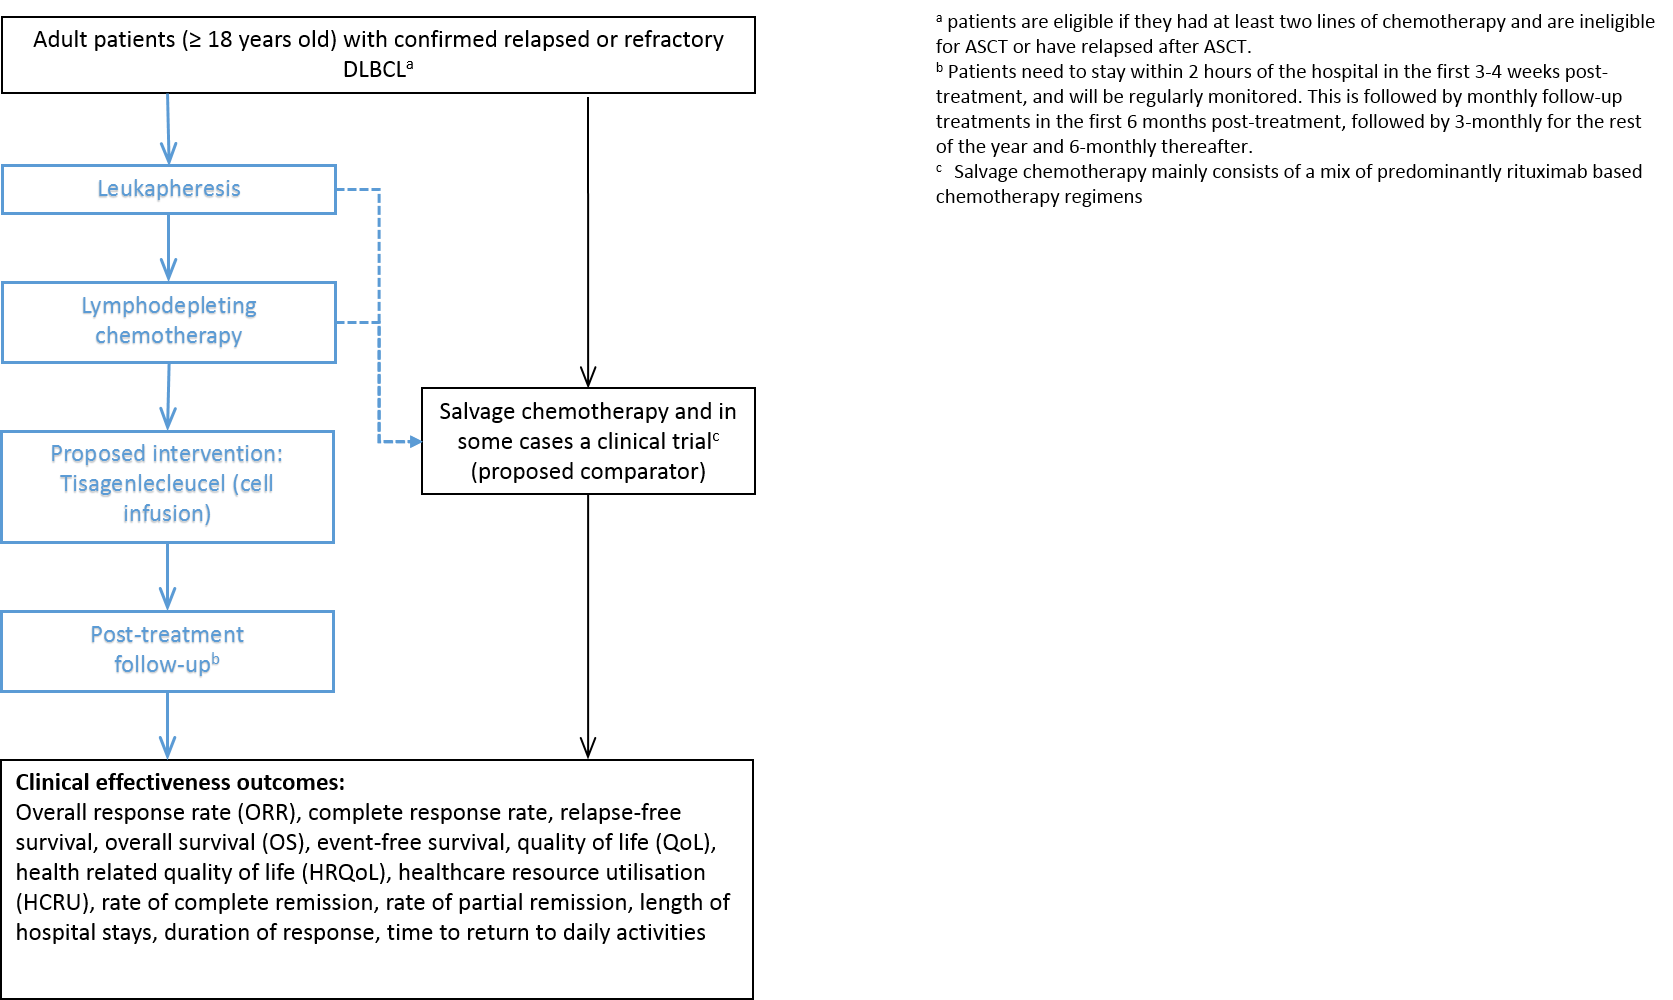 Adult patients (≥ 18 years old) with confirmed relapsed or refractory
DLBCLᵃ
Leukapheresis
Lymphodepleting
chemotherapy
Proposed intervention:
Tisagenlecleucel (cell
infusion)
Post-treatment
follow-upᵇ
Salvage chemotherapy and in
some cases a clinical trialᶜ
(proposed comparator)
Clinical effectiveness outcomes:
Overall response rate (ORR), complete response rate, relapse-free
survival, overall survival (OS), event-free survival, quality of life (QoL),
health related quality of life (HRQoL), healthcare resource utilisation
(HCRU), rate of complete remission, rate of partial remission, length of
hospital stays, duration of response, time to return to daily activities
ᵃ patients are eligible if they had at least two lines of chemotherapy and are ineligible
for ASCT or have relapsed after ASCT.
ᵇ Patients need to stay within 2 hours of the hospital in the first 3-4 weeks post-
treatment, and will be regularly monitored. This is followed by monthly follow-up
treatments in the first 6 months post-treatment, followed by 3-monthly for the rest
of the year and 6-monthly thereafter.
ᶜ Salvage chemotherapy mainly consists of a mix of predominantly rituximab based
chemotherapy regimens